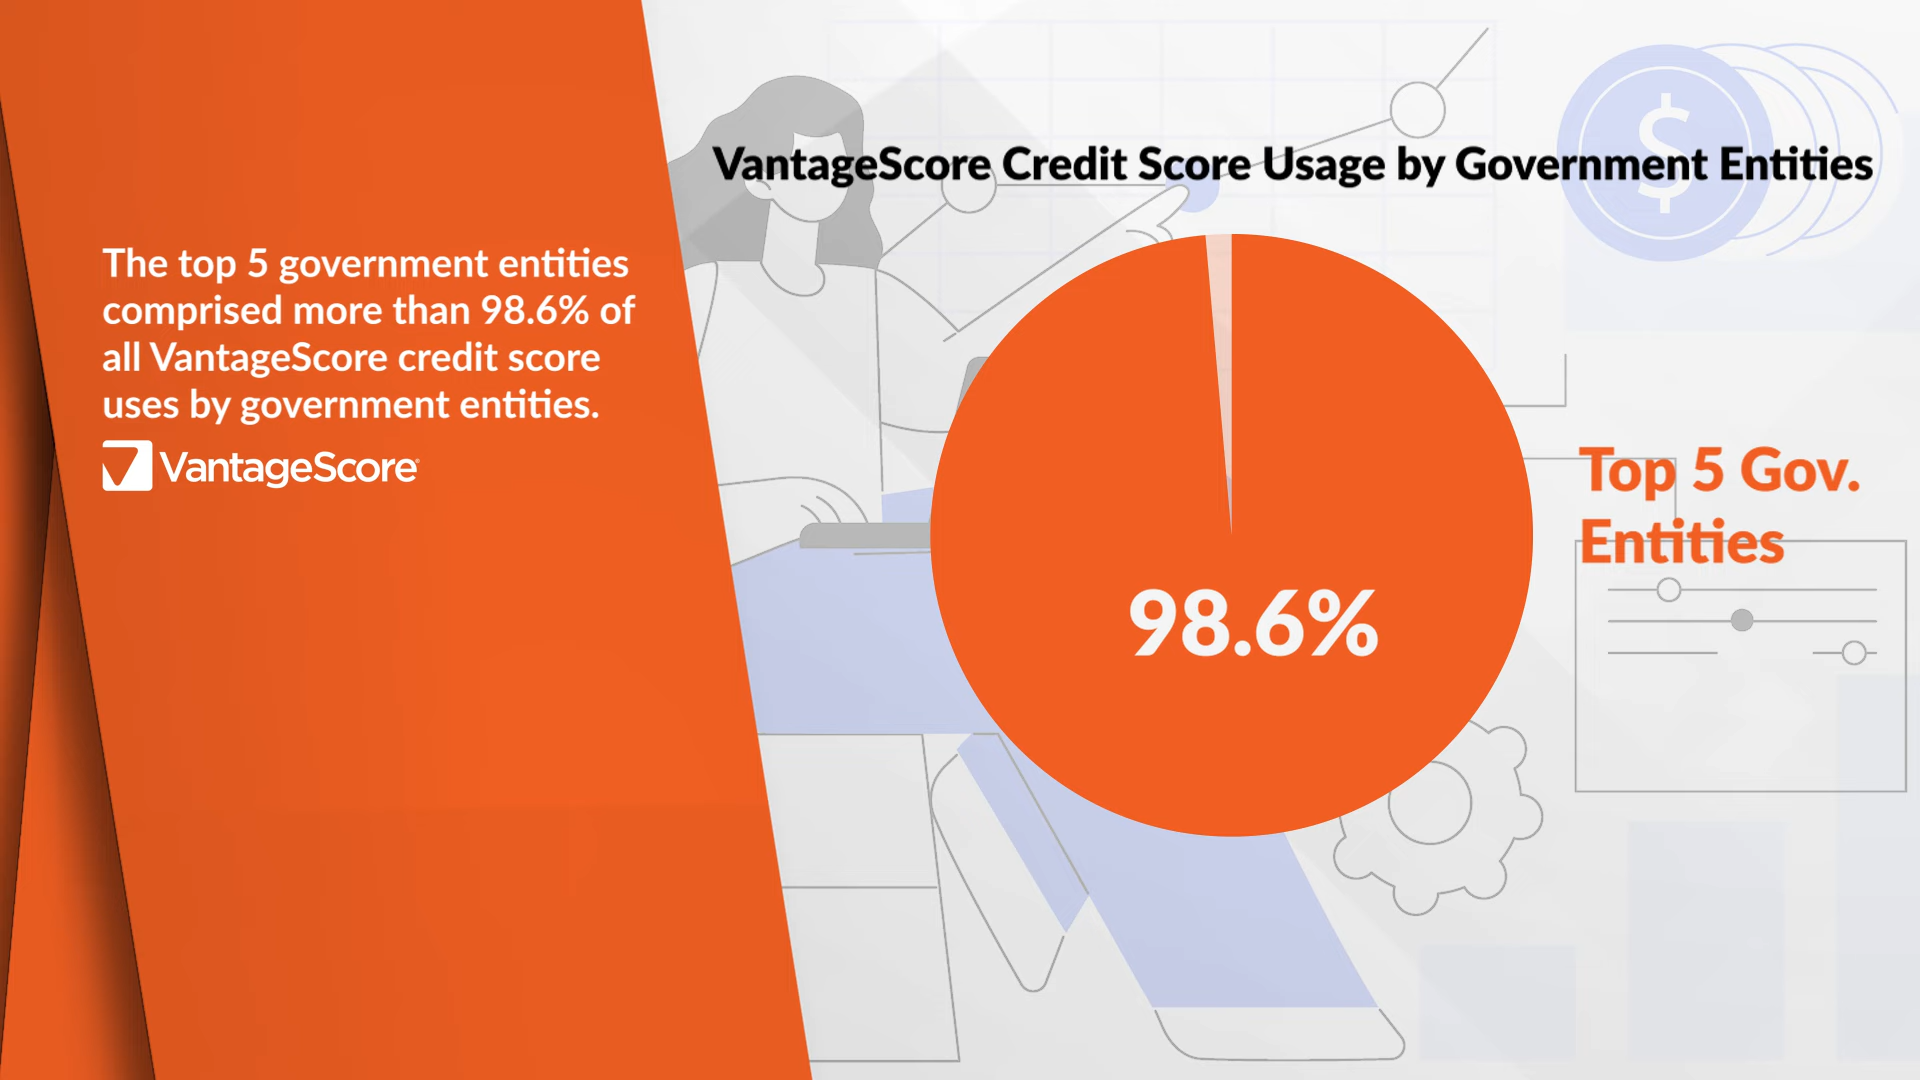 VantageScore Credit Score Usage by Government Entities
The top 5 government entities
comprised more than 98.6% of
all VantageScore credit score
uses by government entities.
VantageScore
$
Top 5 Gov.
Entities
98.6%